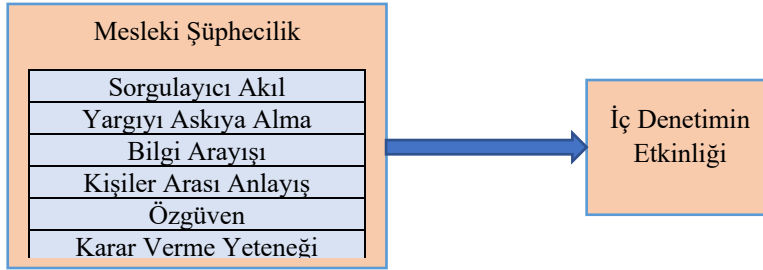 Mesleki Şüphecilik
Sorgulayıcı Akıl
Yargıyı Askıya Alma
Bilgi Arayışı
Kişiler Arası Anlayış
Özgüven
Karar Verme Yeteneği
İç Denetimin
Etkinliği